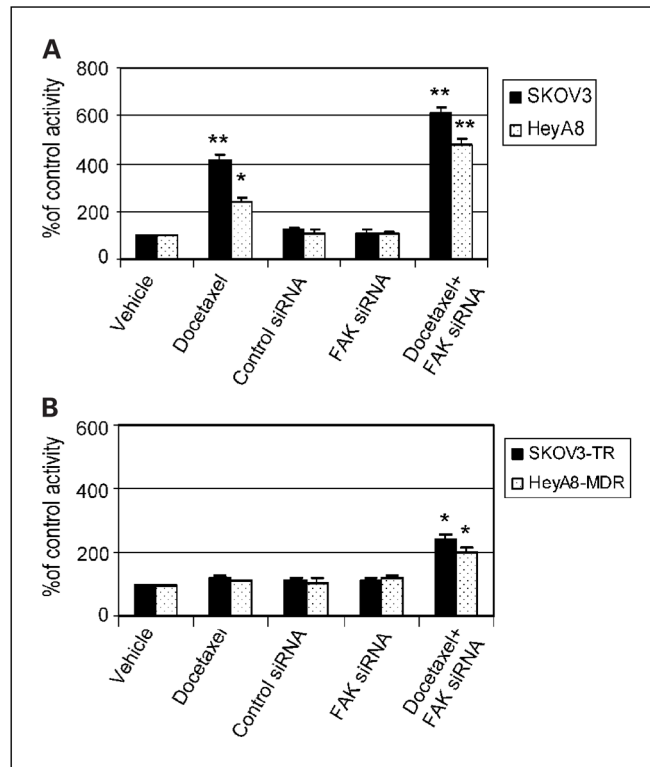 A
%of control activity
800
600
400
200
0
** * ** **
SKOV3
HeyA8
Vehicle
Docetaxel
Control siRNA
FAK siRNA
Docetaxel+
FAK siRNA
B
%of control activity
600
400
200
0
* *
SKOV3-TR
HeyA8-MDR
Vehicle
Docetaxel
Control siRNA
FAK siRNA
Docetaxel+
FAK siRNA